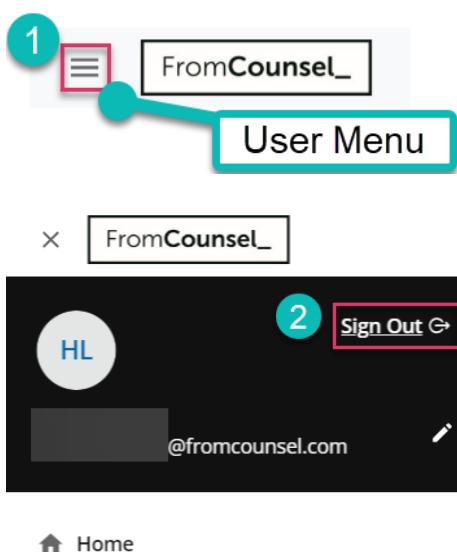 1
FromCounsel_
User Menu
FromCounsel_
2
Sign Out
HL
@fromcounsel.com
Home